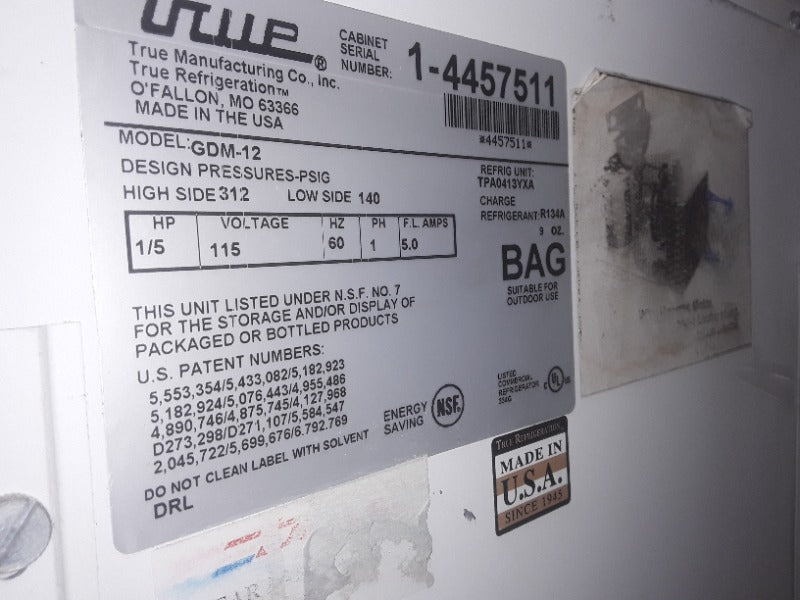 true®
True Manufacturing Co., Inc.
True Refrigeration™
O'FALLON, MO 63366
MADE IN THE USA
CABINET
SERIAL
NUMBER:
1-4457511
*4457511*
MODEL: GDM-12
DESIGN PRESSURES-PSIG
HIGH SIDE 312 LOW SIDE 140
REFRIG UNIT:
TPA0413YXA
CHARGE
REFRIGERANT: R134A
9 OZ.
HP VOLTAGE HZ PH F.L. AMPS
1/5 115 60 1 5.0
BAG
SUITABLE FOR
OUTDOOR USE
THIS UNIT LISTED UNDER N.S.F. NO. 7
FOR THE STORAGE AND/OR DISPLAY OF
PACKAGED OR BOTTLED PRODUCTS
U.S. PATENT NUMBERS:
5,553,354/5,433,082/5,182,923
5,182,924/5,076,443/4,955,486
4,890,746/4,875,745/4,127,968
D273,298/D271,107/5,584,547
2,045,722/5,699,676/6.792.769
DO NOT CLEAN LABEL WITH SOLVENT
DRL
ENERGY
SAVING
NSF®
LISTED
COMMERCIAL
REFRIGERATOR
C UL US
TRUE REFRIGERATION
MADE IN
U.S.A.
SINCE 1945